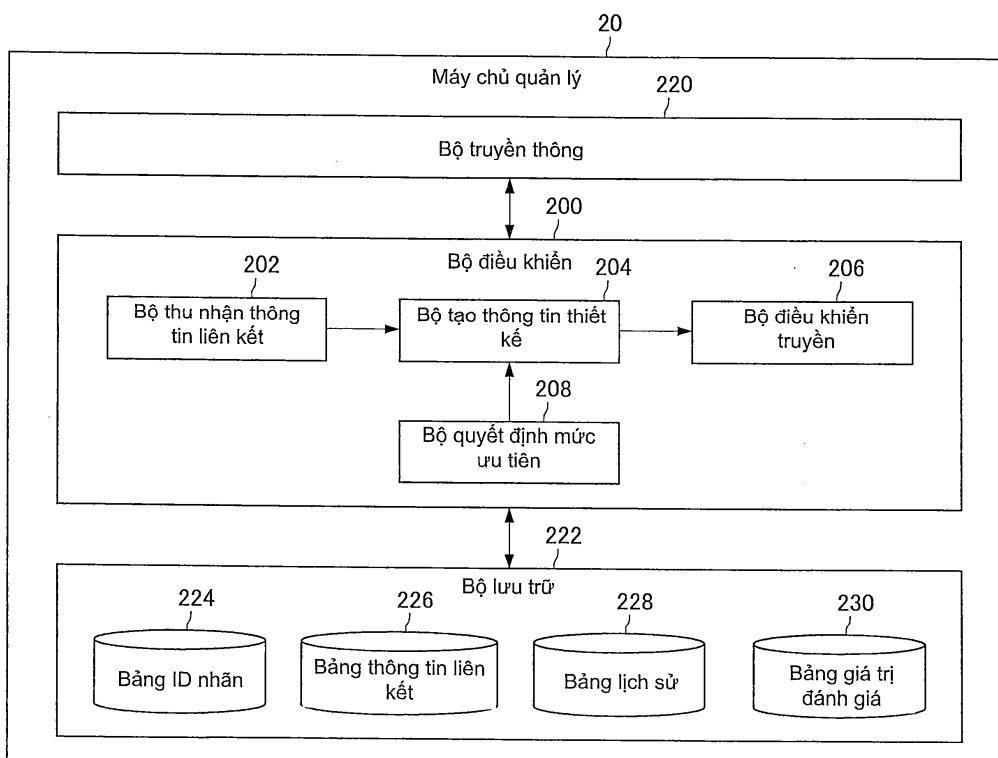 20
Máy chủ quản lý
220
Bộ truyền thông
200
Bộ điều khiển
202
204
206
Bộ thu nhận thông
tin liên kết
Bộ tạo thông tin thiết
kế
Bộ điều khiển
truyền
208
Bộ quyết định mức
ưu tiên
222
Bộ lưu trữ
224
226
228
230
Bảng ID nhãn
Bảng thông tin liên
kết
Bảng lịch sử
Bảng giá trị
đánh giá